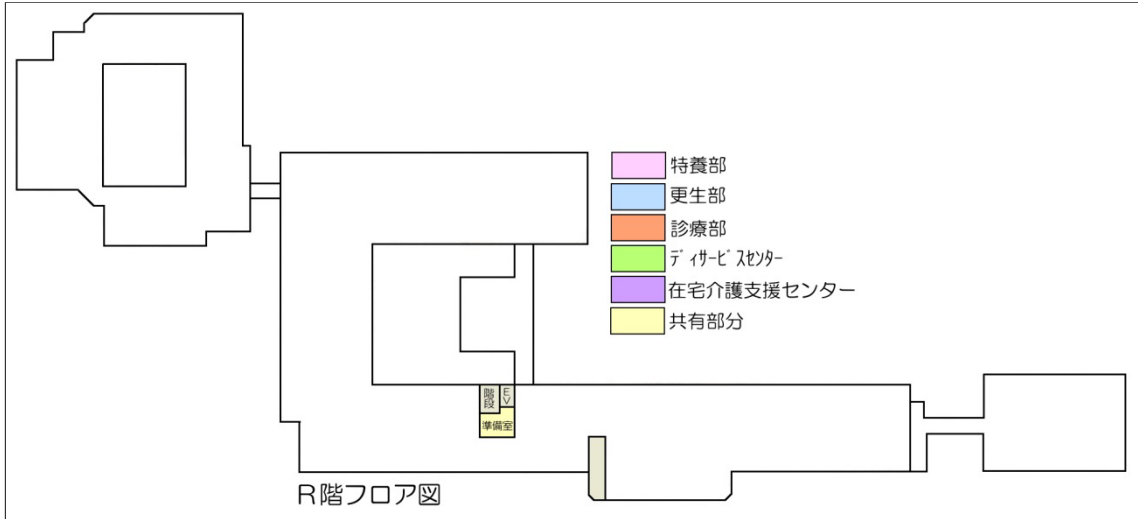 特養部
更生部
診療部
ディサービスセンター
在宅介護支援センター
共有部分
階段
EV
準備室
R階フロア図